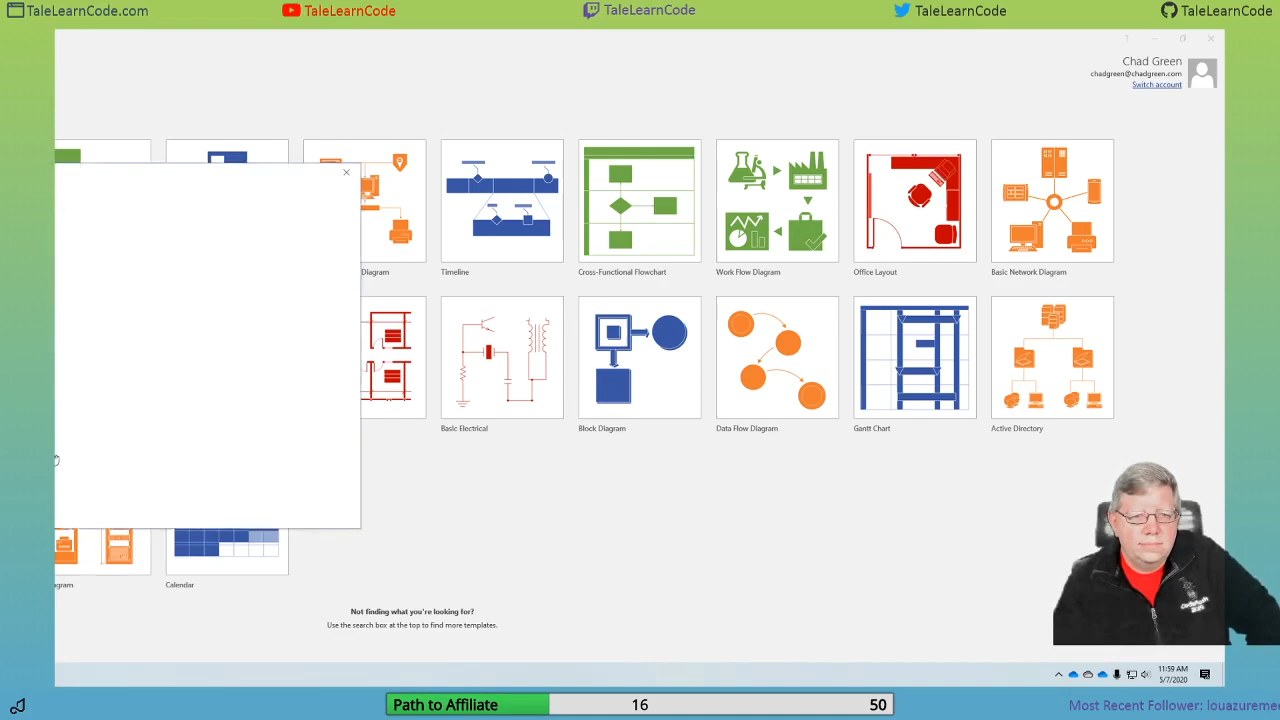 TaleLearnCode.com
TaleLearnCode
TaleLearnCode
TaleLearnCode
TaleLearnCode
Chad Green
chadgreen@chadgreen.com
Switch account
Diagram
Timeline
Cross-Functional Flowchart
Work Flow Diagram
Office Layout
Basic Network Diagram
Basic Electrical
Block Diagram
Data Flow Diagram
Gantt Chart
Active Directory
gram
Calendar
Not finding what you're looking for?
Use the search box at the top to find more templates.
11:59 AM
5/7/2020
Path to Affiliate
16
50
Most Recent Follower: louazureme